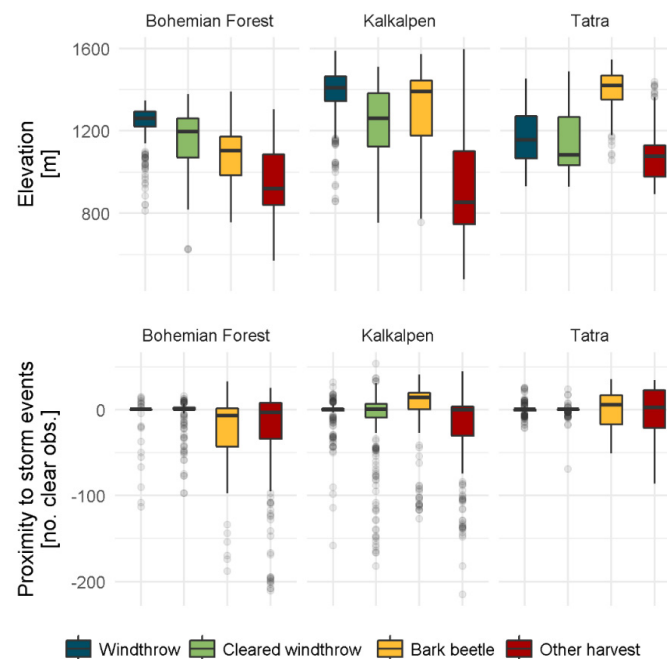 Bohemian Forest Kalkalpen Tatra
1600
1200
800
Elevation
[m]
Bohemian Forest Kalkalpen Tatra
0
-100
-200
Proximity to storm events
[no. clear obs.]
Windthrow Cleared windthrow Bark beetle Other harvest